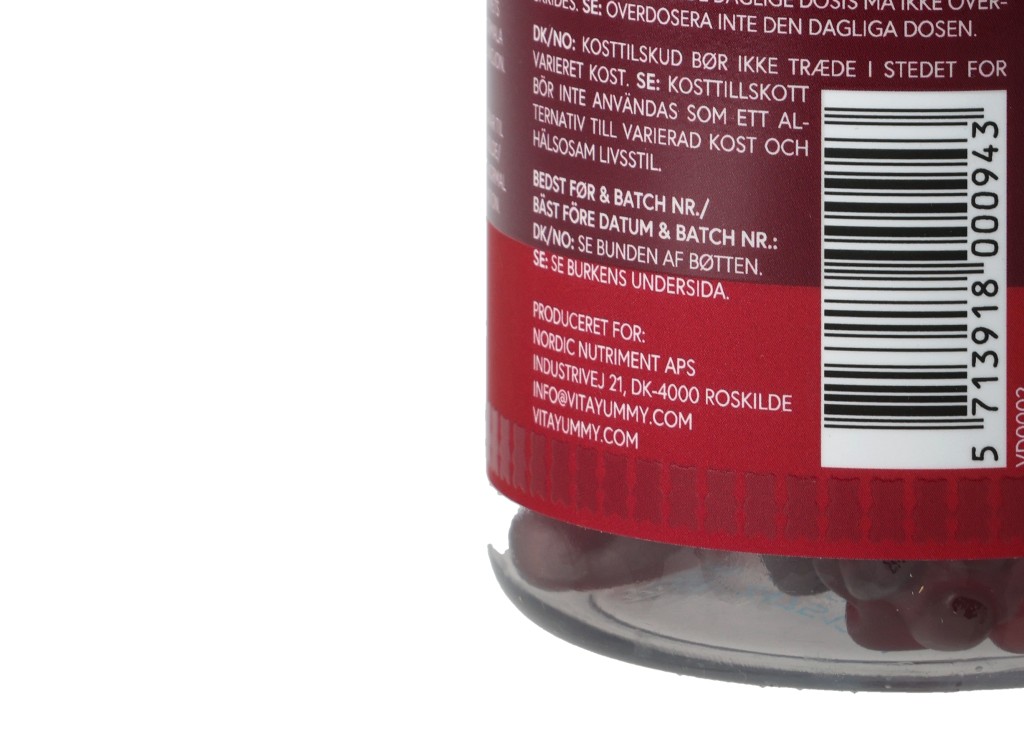 DAGLIGE DOSIS MÅ IKKE OVER-
SKRIDES. SE: OVERDOSERA INTE DEN DAGLIGA DOSEN.
DK/NO: KOSTTILSKUD BØR IKKE TRÆDE I STEDET FOR
VARIERET KOST. SE: KOSTTILLSKOTT
BÖR INTE ANVÄNDAS SOM ETT AL-
TERNATIV TILL VARIERAD KOST OCH
HÄLSOSAM LIVSSTIL.
BEDST FØR & BATCH NR./
BÄST FÖRE DATUM & BATCH NR.:
DK/NO: SE BUNDEN AF BØTTEN.
SE: SE BURKENS UNDERSIDA.
PRODUCERET FOR:
NORDIC NUTRIMENT APS
INDUSTRIVEJ 21, DK-4000 ROSKILDE
INFO@VITAYUMMY.COM
VITAYUMMY.COM
5 713918 000943